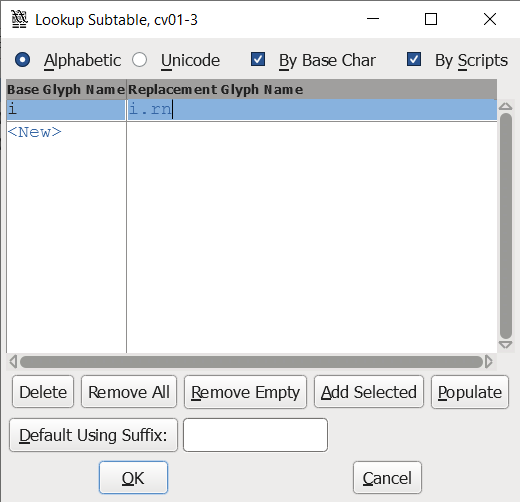 Lookup Subtable, cv01-3
Alphabetic Unicode By Base Char By Scripts
Base Glyph Name Replacement Glyph Name
i i.rn
<New>
Delete Remove All Remove Empty Add Selected Populate
Default Using Suffix:
OK Cancel